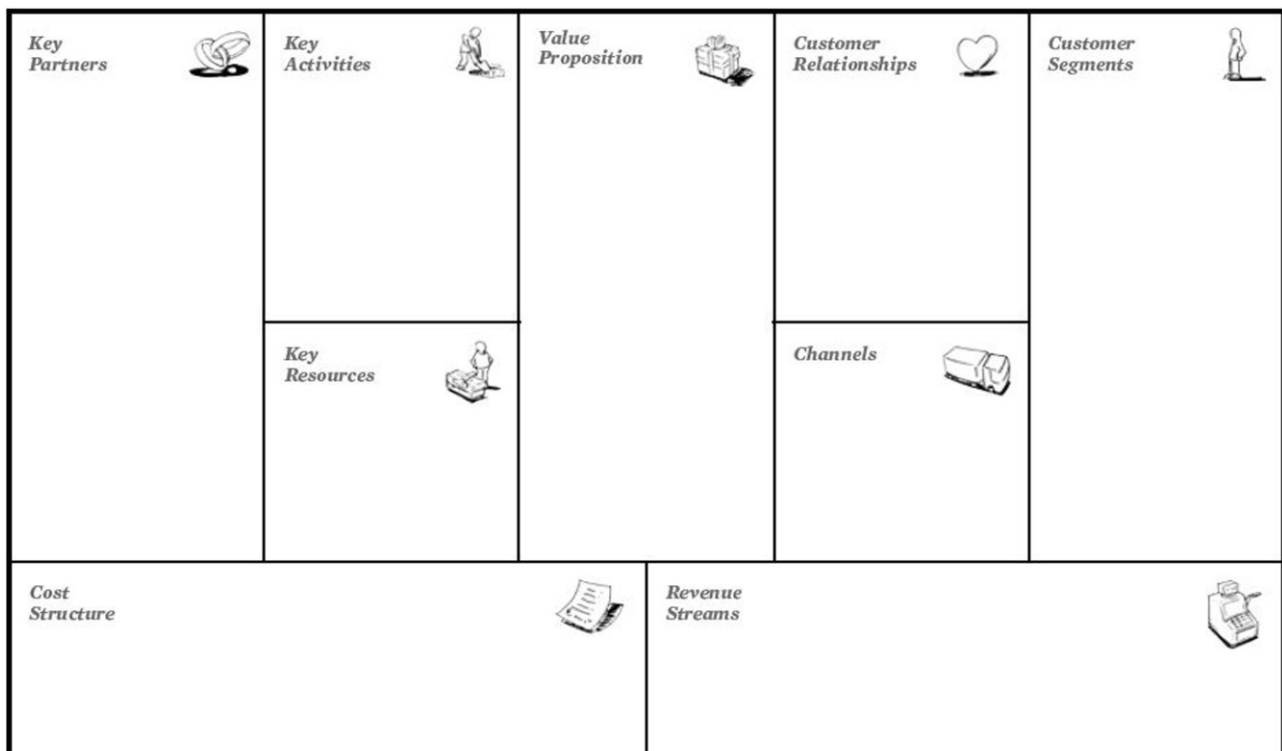 Key
Partners
Key
Activities
Value
Proposition
Customer
Relationships
Customer
Segments
Key
Resources
Channels
Cost
Structure
Revenue
Streams